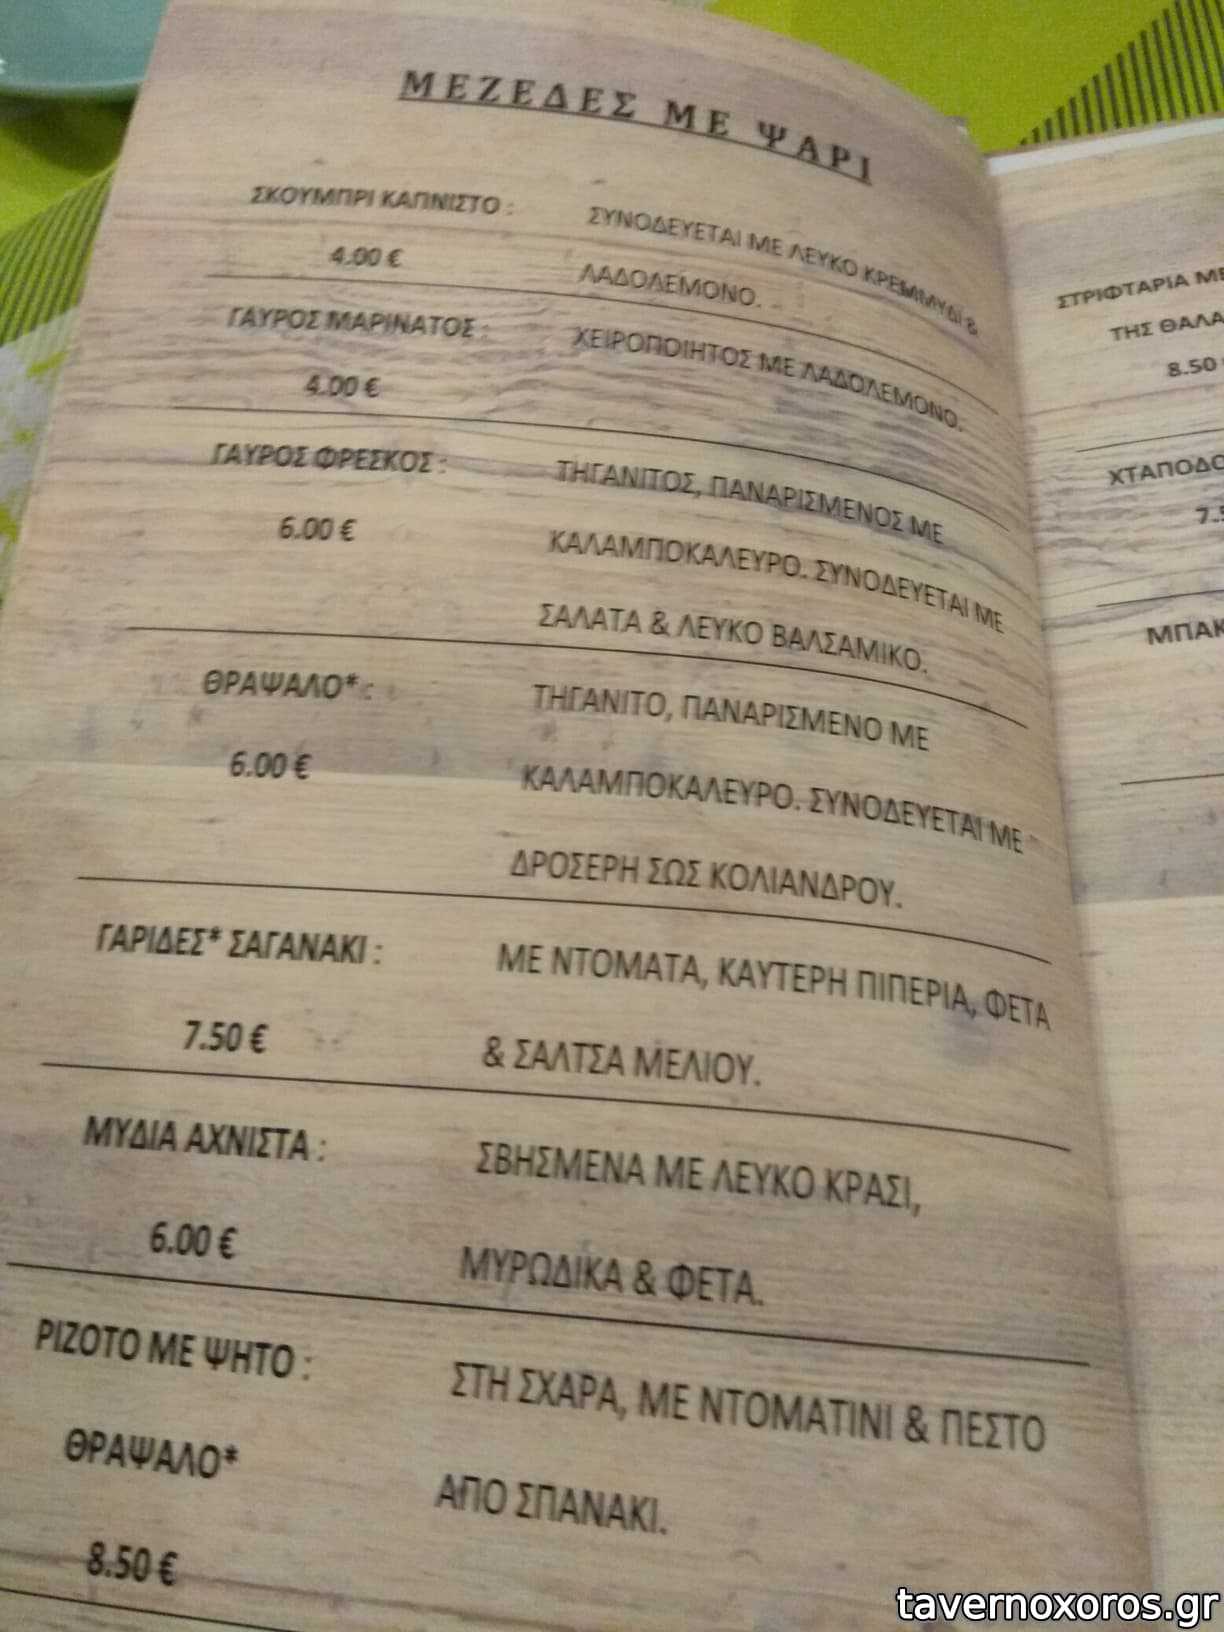 ΜΕΖΕΔΕΣ ΜΕ ΨΑΡΙ
ΣΚΟΥΜΠΡΙ ΚΑΠΝΙΣΤΟ :
4.00 €
ΣΥΝΟΔΕΥΕΤΑΙ ΜΕ ΛΕΥΚΟ ΚΡΕΜΜΥΔΙ &
ΛΑΔΟΛΕΜΟΝΟ.
ΓΑΥΡΟΣ ΜΑΡΙΝΑΤΟΣ :
4.00 €
ΧΕΙΡΟΠΟΙΗΤΟΣ ΜΕ ΛΑΔΟΛΕΜΟΝΟ.
ΓΑΥΡΟΣ ΦΡΕΣΚΟΣ :
6.00 €
ΤΗΓΑΝΙΤΟΣ, ΠΑΝΑΡΙΣΜΕΝΟΣ ΜΕ
ΚΑΛΑΜΠΟΚΑΛΕΥΡΟ. ΣΥΝΟΔΕΥΕΤΑΙ ΜΕ
ΣΑΛΑΤΑ & ΛΕΥΚΟ ΒΑΛΣΑΜΙΚΟ.
ΘΡΑΨΑΛΟ* :
6.00 €
ΤΗΓΑΝΙΤΟ, ΠΑΝΑΡΙΣΜΕΝΟ ΜΕ
ΚΑΛΑΜΠΟΚΑΛΕΥΡΟ. ΣΥΝΟΔΕΥΕΤΑΙ ΜΕ
ΔΡΟΣΕΡΗ ΣΩΣ ΚΟΛΙΑΝΔΡΟΥ.
ΓΑΡΙΔΕΣ* ΣΑΓΑΝΑΚΙ :
7.50 €
ΜΕ ΝΤΟΜΑΤΑ, ΚΑΥΤΕΡΗ ΠΙΠΕΡΙΑ, ΦΕΤΑ
& ΣΑΛΤΣΑ ΜΕΛΙΟΥ.
ΜΥΔΙΑ ΑΧΝΙΣΤΑ :
6.00 €
ΣΒΗΣΜΕΝΑ ΜΕ ΛΕΥΚΟ ΚΡΑΣΙ,
ΜΥΡΩΔΙΚΑ & ΦΕΤΑ.
ΡΙΖΟΤΟ ΜΕ ΨΗΤΟ :
ΘΡΑΨΑΛΟ*
8.50 €
ΣΤΗ ΣΧΑΡΑ, ΜΕ ΝΤΟΜΑΤΙΝΙ & ΠΕΣΤΟ
ΑΠΟ ΣΠΑΝΑΚΙ.
ΣΤΡΙΦΤΑΡΙΑ ΜΕ
ΤΗΣ ΘΑΛΑ
8.50
ΧΤΑΠΟΔΟ
7.5
ΜΠΑΚ
tavernoxoros.gr